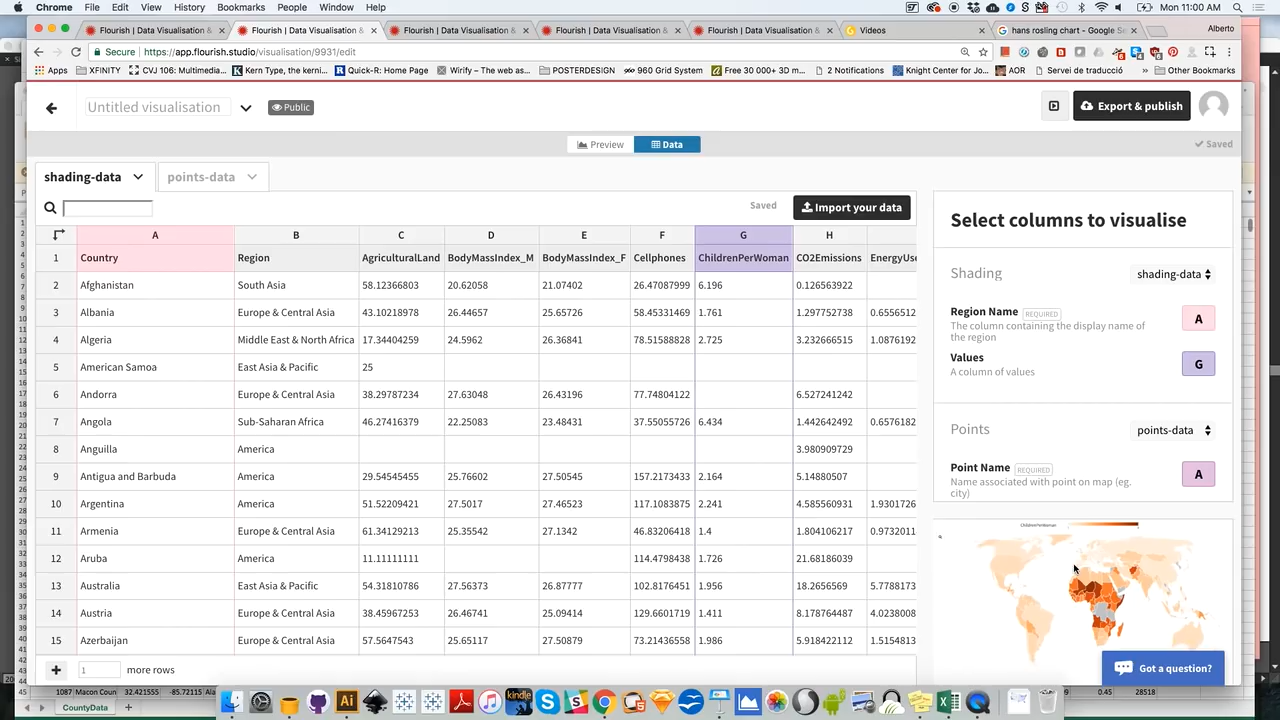 Chrome File Edit View History Bookmarks People Window Help Mon 11:00 AM
Flourish | Data Visualisation & Flourish | Data Visualisation & Flourish | Data Visualisation & Flourish | Data Visualisation & Flourish | Data Visualisation & Videos hans rosling chart - Google Se Alberto
Secure https://app.flourish.studio/visualisation/9931/edit
Apps XFINITY CVJ 106: Multimedia... Kern Type, the kerni... Quick-R: Home Page Wirify – The web as... POSTERDESIGN 960 Grid System Free 30 000+ 3D m... 2 Notifications Knight Center for Jo... AOR Servei de traducció » Other Bookmarks
Untitled visualisation Public Export & publish
Preview Data Saved
shading-data points-data
Saved Import your data
A B C D E F G H
1 Country Region AgriculturalLand BodyMassIndex_M BodyMassIndex_F Cellphones ChildrenPerWoman CO2Emissions EnergyUse
2 Afghanistan South Asia 58.12366803 20.62058 21.07402 26.47087999 6.196 0.126563922
3 Albania Europe & Central Asia 43.10218978 26.44657 25.65726 58.45331469 1.761 1.297752738 0.6556512
4 Algeria Middle East & North Africa 17.34404259 24.5962 26.36841 78.51588828 2.725 3.232666515 1.0876192
5 American Samoa East Asia & Pacific 25
6 Andorra Europe & Central Asia 38.29787234 27.63048 26.43196 77.74804122 6.527241242
7 Angola Sub-Saharan Africa 46.27416379 22.25083 23.48431 37.55055726 6.434 1.442642492 0.6576182
8 Anguilla America 3.980909729
9 Antigua and Barbuda America 29.54545455 25.76602 27.50545 157.2173433 2.164 5.14880507
10 Argentina America 51.52209421 27.5017 27.46523 117.1083875 2.241 4.585560931 1.9301726
11 Armenia Europe & Central Asia 61.34129213 25.35542 27.1342 46.83206418 1.4 1.804106217 0.9732011
12 Aruba America 11.11111111 114.4798438 1.726 21.68186039
13 Australia East Asia & Pacific 54.31810786 27.56373 26.87777 102.8176451 1.956 18.2656569 5.7788173
14 Austria Europe & Central Asia 38.45967253 26.46741 25.09414 129.6601719 1.411 8.178764487 4.0238008
15 Azerbaijan Europe & Central Asia 57.5647543 25.65117 27.50879 73.21436558 1.986 5.918422112 1.5154813
1 more rows
Select columns to visualise
Shading shading-data
Region Name REQUIRED A
The column containing the display name of
the region
Values G
A column of values
Points points-data
Point Name REQUIRED A
Name associated with point on map (eg.
city)
ChildrenPerWoman
Got a question?
1087 Macon Coun 32.421555 -85.72115 0.45 28518
CountyData